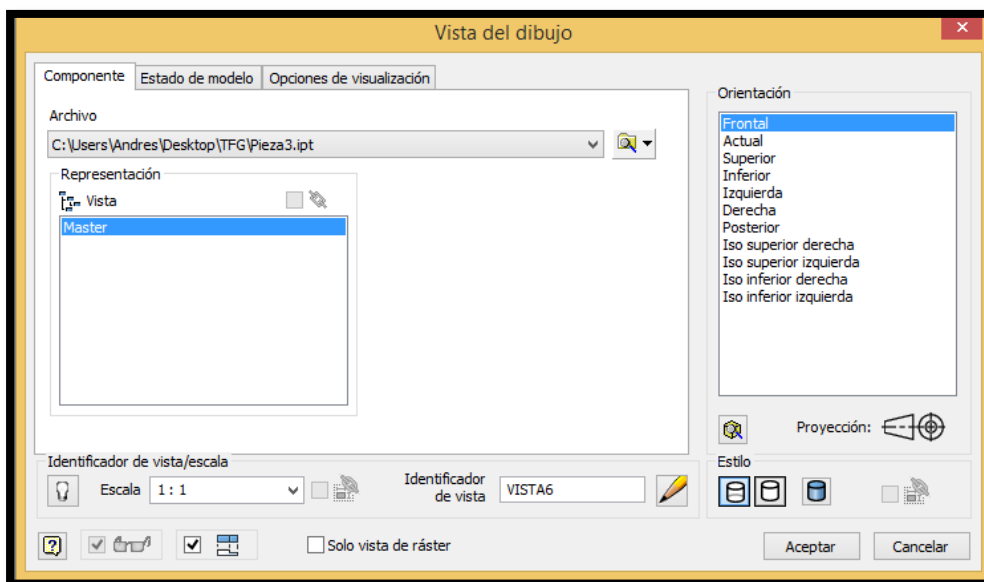 Vista del dibujo
Componente Estado de modelo Opciones de visualización
Archivo
C:\Users\Andres\Desktop\TFG\Pieza3.ipt
Representación
Vista
Master
Orientación
Frontal
Actual
Superior
Inferior
Izquierda
Derecha
Posterior
Iso superior derecha
Iso superior izquierda
Iso inferior derecha
Iso inferior izquierda
Proyección:
Identificador de vista/escala
Escala 1 : 1
Identificador
de vista VISTA6
Estilo
Solo vista de ráster
Aceptar Cancelar